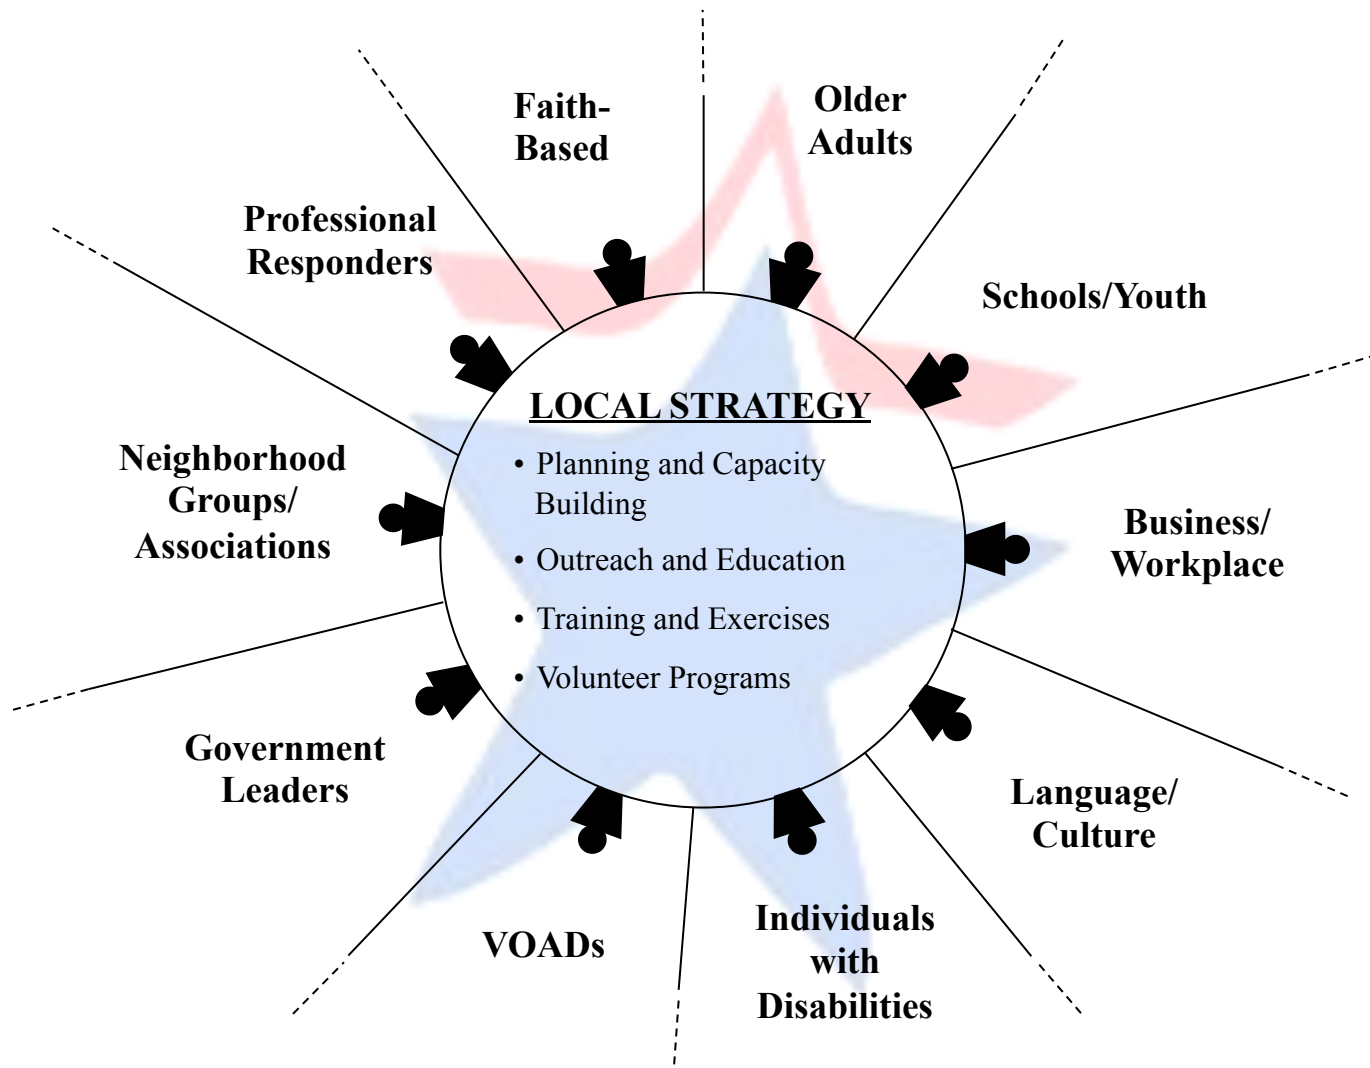 Faith-
Based
Older
Adults
Professional
Responders
Schools/Youth
LOCAL STRATEGY
• Planning and Capacity
Building
• Outreach and Education
• Training and Exercises
• Volunteer Programs
Neighborhood
Groups/
Associations
Business/
Workplace
Government
Leaders
Language/
Culture
VOADs
Individuals
with
Disabilities